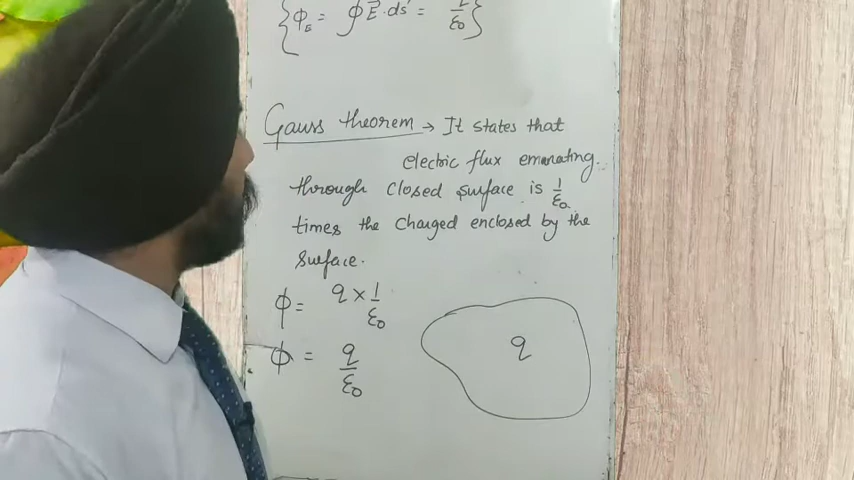 {Φ_E = ∮ E⃗·ds⃗ = q/ε₀}
Gauss theorem → It states that
electric flux emanating
through closed surface is 1/ε₀
times the charged enclosed by the
surface.
ϕ = q × 1/ε₀
ϕ = q/ε₀
q